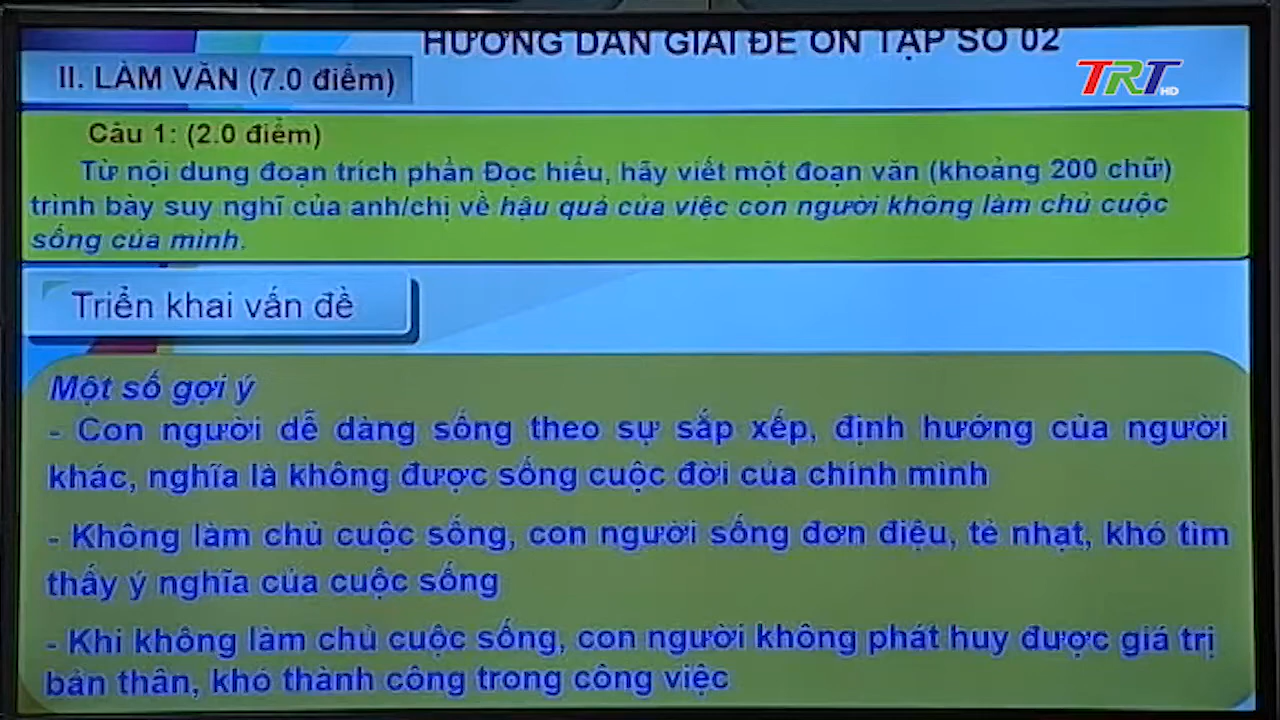 HƯỚNG DẪN GIẢI ĐỀ ÔN TẬP SỐ 02
TRT HD
II. LÀM VĂN (7.0 điểm)
Câu 1: (2.0 điểm)
Từ nội dung đoạn trích phần Đọc hiểu, hãy viết một đoạn văn (khoảng 200 chữ)
trình bày suy nghĩ của anh/chị về hậu quả của việc con người không làm chủ cuộc
sống của mình.
Triển khai vấn đề
Một số gợi ý
- Con người dễ dàng sống theo sự sắp xếp, định hướng của người
khác, nghĩa là không được sống cuộc đời của chính mình
- Không làm chủ cuộc sống, con người sống đơn điệu, tẻ nhạt, khó tìm
thấy ý nghĩa của cuộc sống
- Khi không làm chủ cuộc sống, con người không phát huy được giá trị
bản thân, khó thành công trong công việc